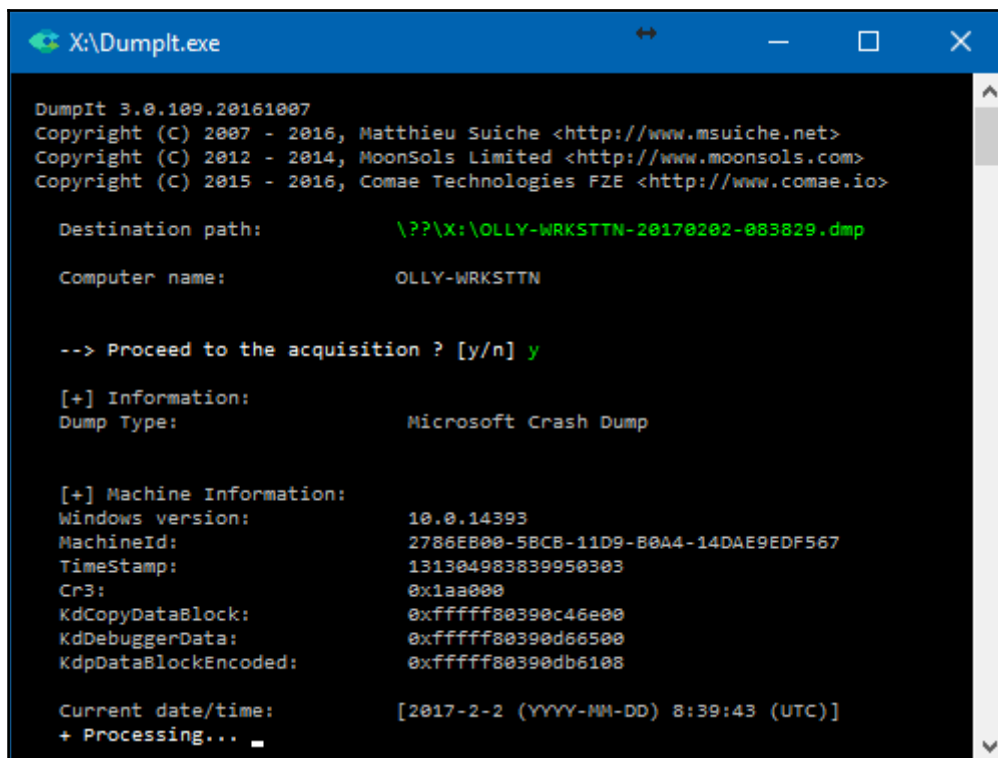 X:\DumpIt.exe
DumpIt 3.0.109.20161007
Copyright (C) 2007 - 2016, Matthieu Suiche <http://www.msuiche.net>
Copyright (C) 2012 - 2014, MoonSols Limited <http://www.moonsols.com>
Copyright (C) 2015 - 2016, Comae Technologies FZE <http://www.comae.io>
Destination path: \??\X:\OLLY-WRKSTTN-20170202-083829.dmp
Computer name: OLLY-WRKSTTN
--> Proceed to the acquisition ? [y/n] y
[+] Information:
Dump Type: Microsoft Crash Dump
[+] Machine Information:
Windows version: 10.0.14393
MachineId: 2786EB00-5BCB-11D9-B0A4-14DAE9EDF567
TimeStamp: 131304983839950303
Cr3: 0x1aa000
KdCopyDataBlock: 0xfffff80390c46e00
KdDebuggerData: 0xfffff80390d66500
KdpDataBlockEncoded: 0xfffff80390db6108
Current date/time: [2017-2-2 (YYYY-MM-DD) 8:39:43 (UTC)]
+ Processing...